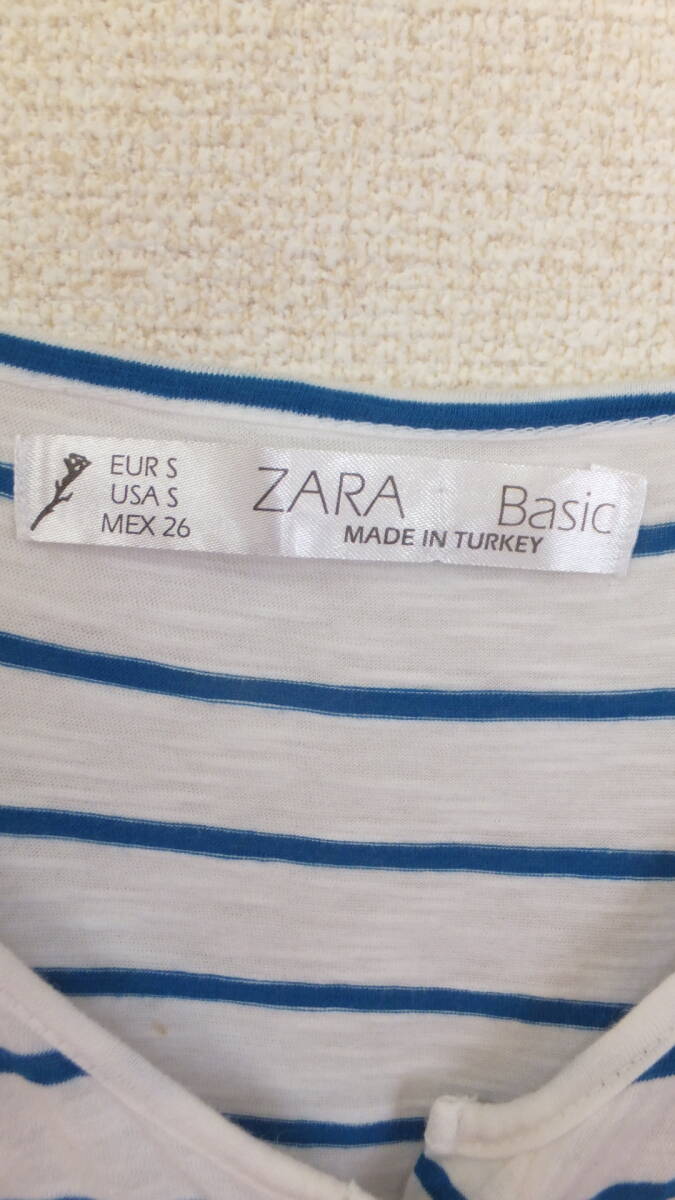 EUR S
USA S
MEX 26
ZARA Basic
MADE IN TURKEY